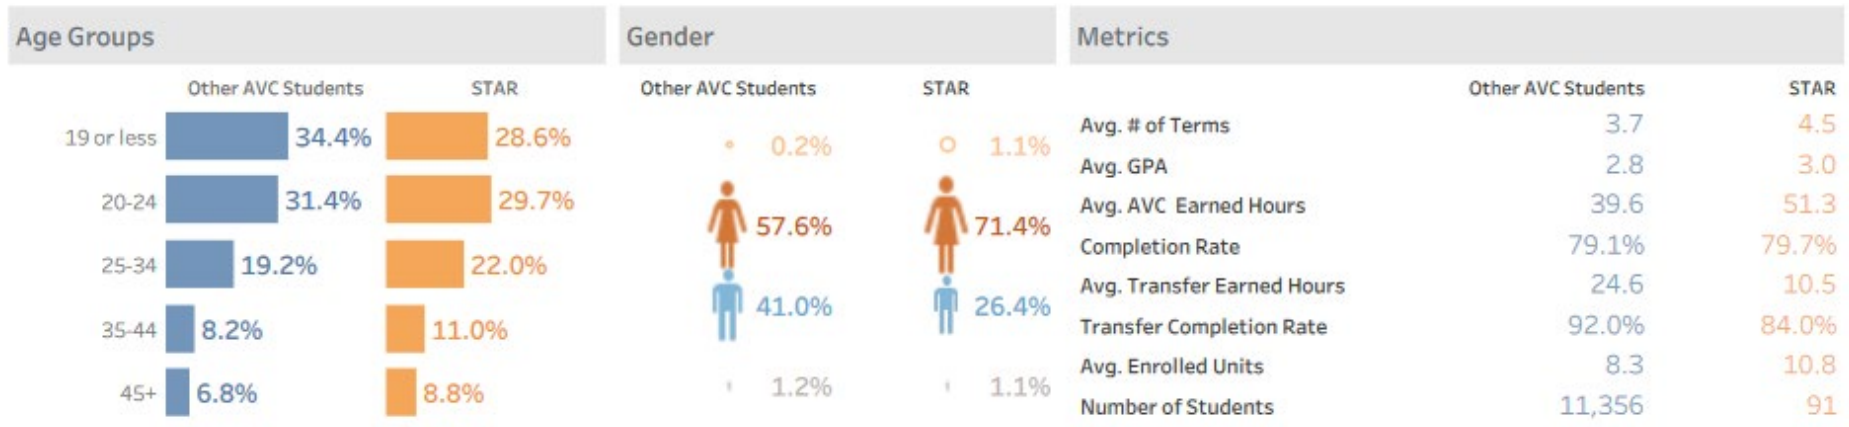 Age Groups
Other AVC Students STAR
19 or less 34.4% 28.6%
20-24 31.4% 29.7%
25-34 19.2% 22.0%
35-44 8.2% 11.0%
45+ 6.8% 8.8%
Gender
Other AVC Students STAR
0.2% 1.1%
57.6% 71.4%
41.0% 26.4%
1.2% 1.1%
Metrics
Other AVC Students STAR
Avg. # of Terms 3.7 4.5
Avg. GPA 2.8 3.0
Avg. AVC Earned Hours 39.6 51.3
Completion Rate 79.1% 79.7%
Avg. Transfer Earned Hours 24.6 10.5
Transfer Completion Rate 92.0% 84.0%
Avg. Enrolled Units 8.3 10.8
Number of Students 11,356 91